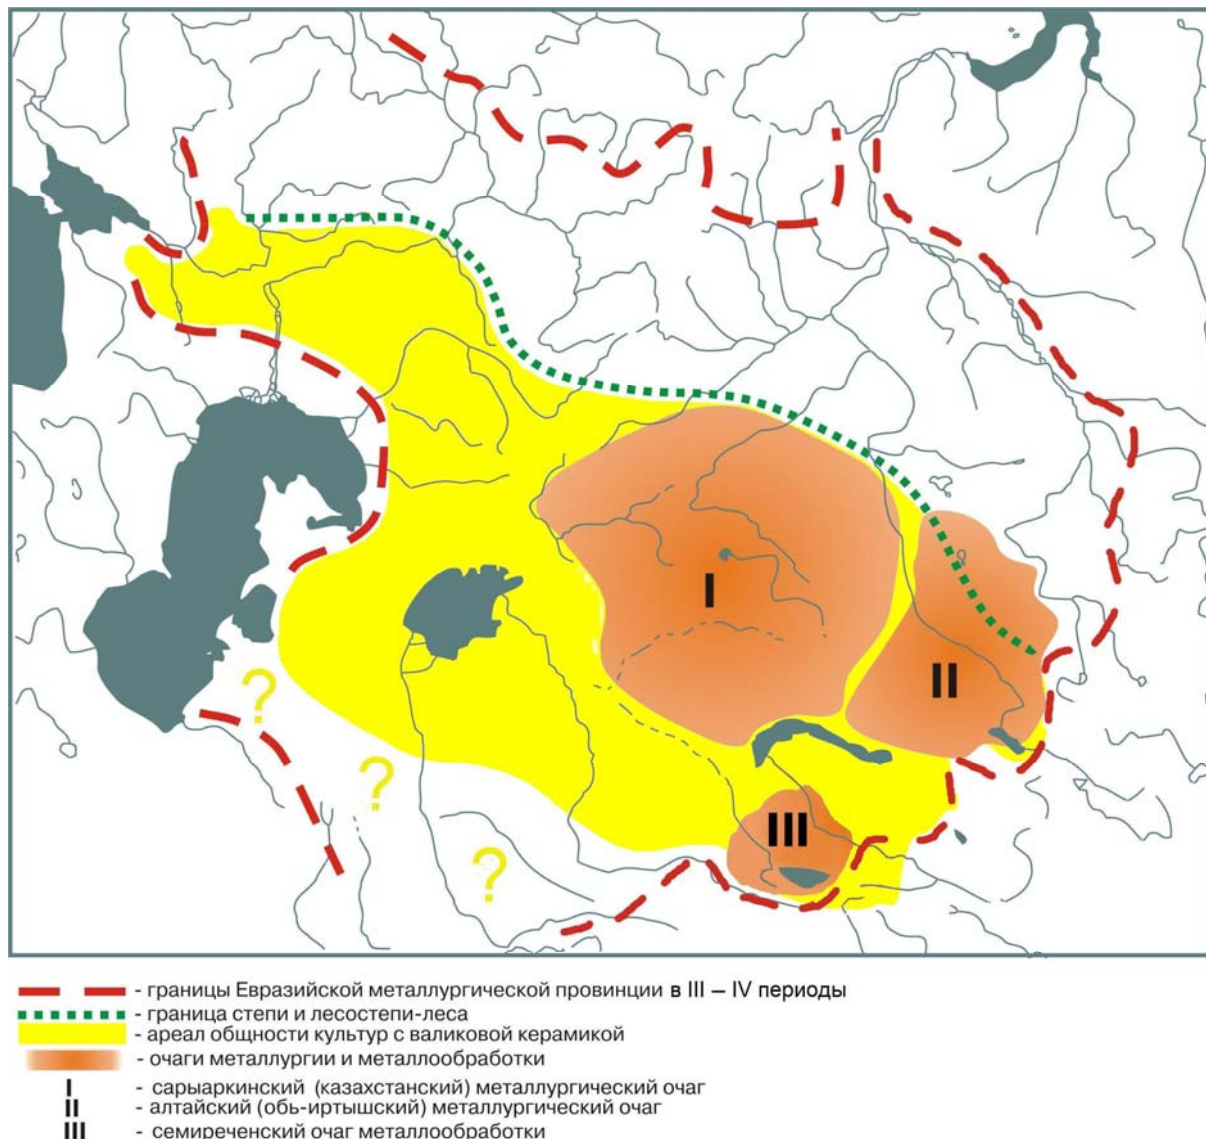 I
II
?
?
III
?
- границы Евразийской металлургической провинции в III – IV периоды
- граница степи и лесостепи-леса
- ареал общности культур с валиковой керамикой
- очаги металлургии и металлообработки
I - сарыаркинский (казахстанский) металлургический очаг
II - алтайский (обь-иртышский) металлургический очаг
III - семиреченский очаг металлообработки